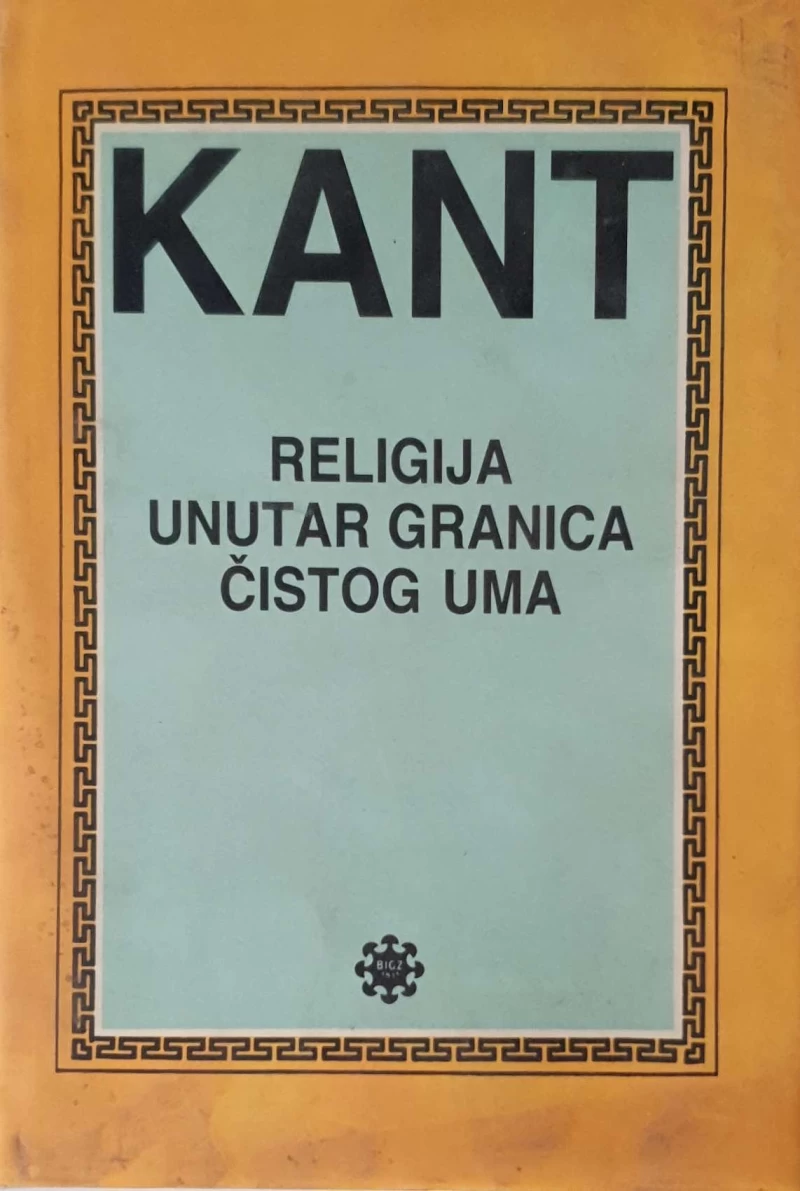 KANT
RELIGIJA
UNUTAR GRANICA
ČISTOG UMA
BIGZ